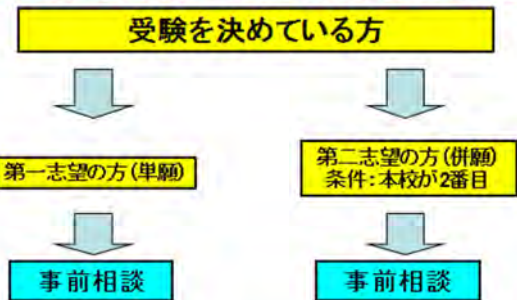 受験を決めている方
第一志望の方(単願)
第二志望の方(併願)
条件:本校が2番目
事前相談
事前相談